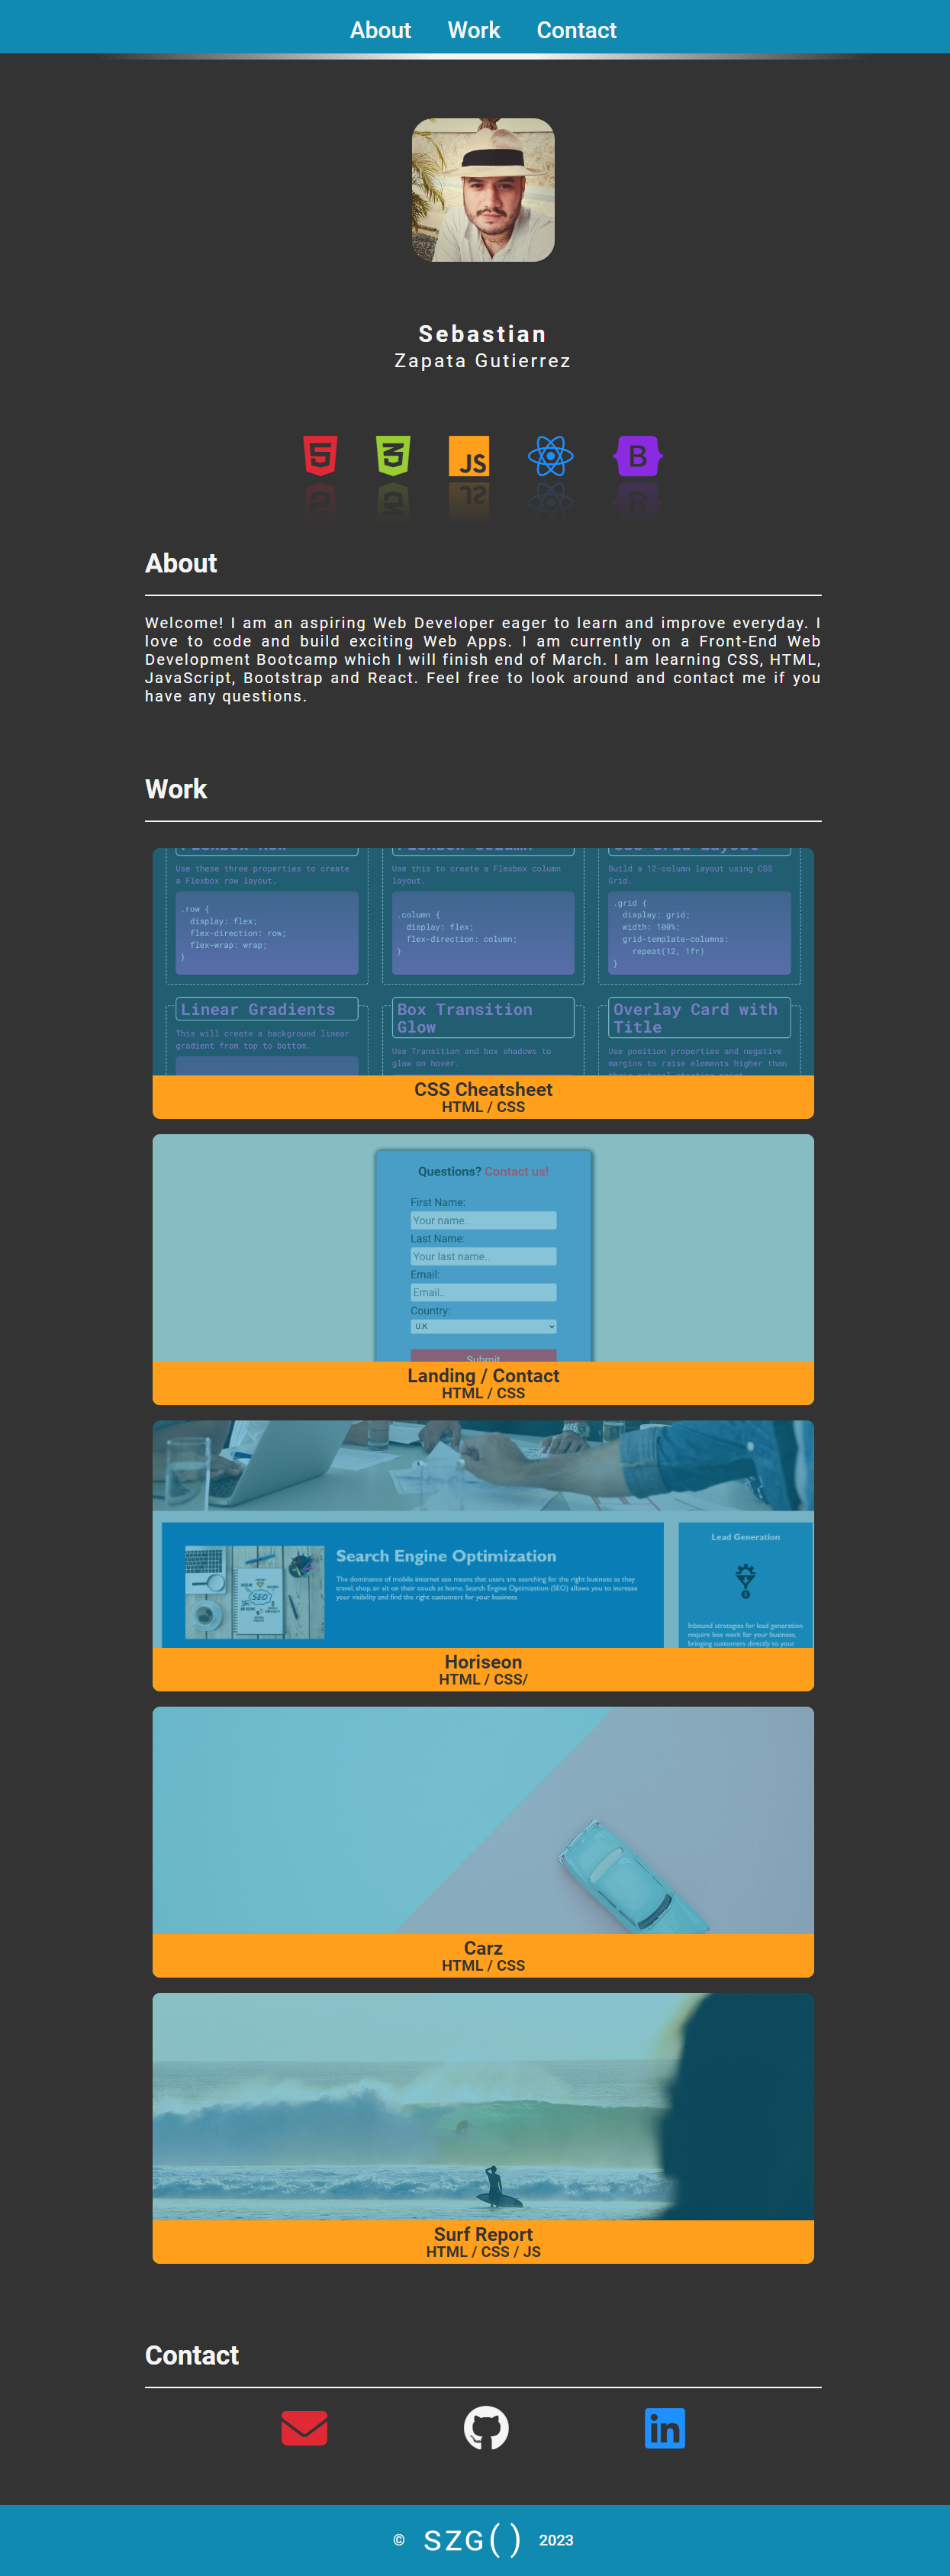 About Work Contact
Sebastian
Zapata Gutierrez
JS B
About
Welcome! I am an aspiring Web Developer eager to learn and improve everyday. I
love to code and build exciting Web Apps. I am currently on a Front-End Web
Development Bootcamp which I will finish end of March. I am learning CSS, HTML,
JavaScript, Bootstrap and React. Feel free to look around and contact me if you
have any questions.
Work
Use these three properties to create
a Flexbox row layout.
.row {
display: flex;
flex-direction: row;
flex-wrap: wrap;
}
Use this to create a Flexbox column
layout.
.column {
display: flex;
flex-direction: column;
}
Build a 12-column layout using CSS
Grid.
.grid {
display: grid;
width: 100%;
grid-template-columns:
repeat(12, 1fr)
}
Linear Gradients
This will create a background linear
gradient from top to bottom.
Box Transition
Glow
Use Transition and box shadows to
glow on hover.
Overlay Card with
Title
Use position properties and negative
margins to raise elements higher than
CSS Cheatsheet
HTML / CSS
Questions? Contact us!
First Name:
Your name..
Last Name:
Your last name..
Email:
Email..
Country:
U.K
Submit
Landing / Contact
HTML / CSS
SEO
Search Engine Optimization
The dominance of mobile internet use means that users are searching for the right business as they
travel, shop, or sit on their couch at home. Search Engine Optimization (SEO) allows you to increase
your visibility and find the right customers for your business.
Lead Generation
Inbound strategies for lead generation
require less work for your business,
bringing customers directly to your
Horiseon
HTML / CSS/
Carz
HTML / CSS
Surf Report
HTML / CSS / JS
Contact
in
© SZG() 2023